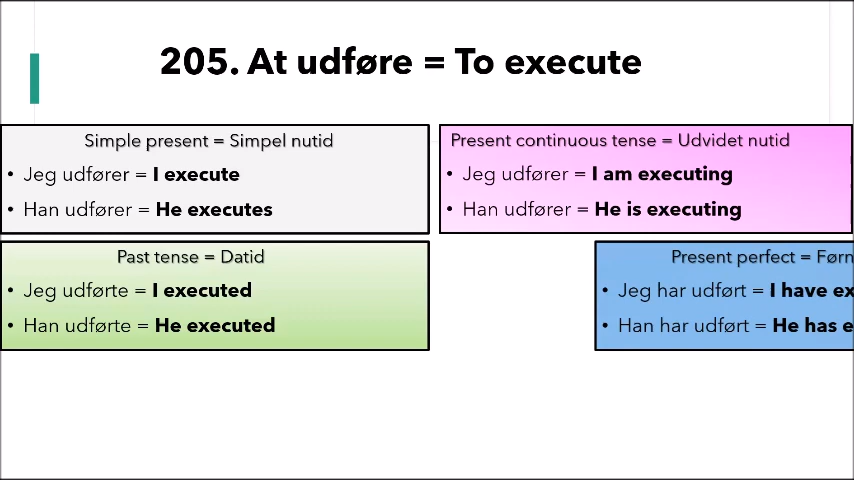 205. At udføre = To execute
Simple present = Simpel nutid
• Jeg udfører = I execute
• Han udfører = He executes
Present continuous tense = Udvidet nutid
• Jeg udfører = I am executing
• Han udfører = He is executing
Past tense = Datid
• Jeg udførte = I executed
• Han udførte = He executed
Present perfect =
• Jeg har udført = I have
• Han har udført = He has